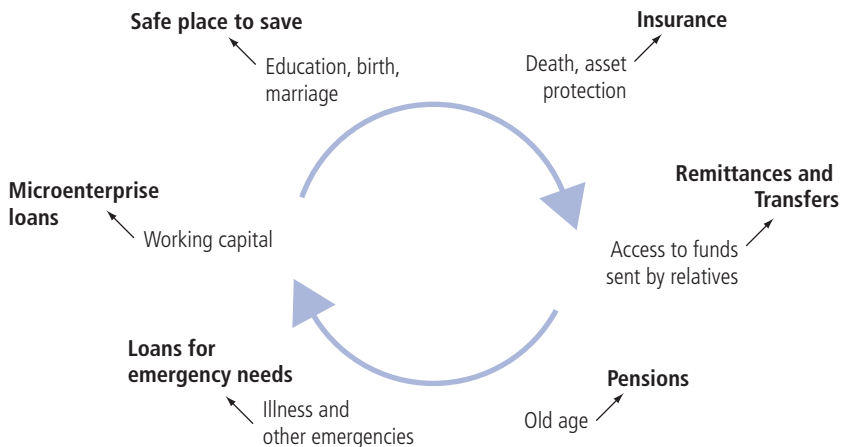 Safe place to save
Education, birth,
marriage
Insurance
Death, asset
protection
Remittances and
Transfers
Access to funds
sent by relatives
Pensions
Old age
Loans for
emergency needs
Illness and
other emergencies
Microenterprise
loans
Working capital